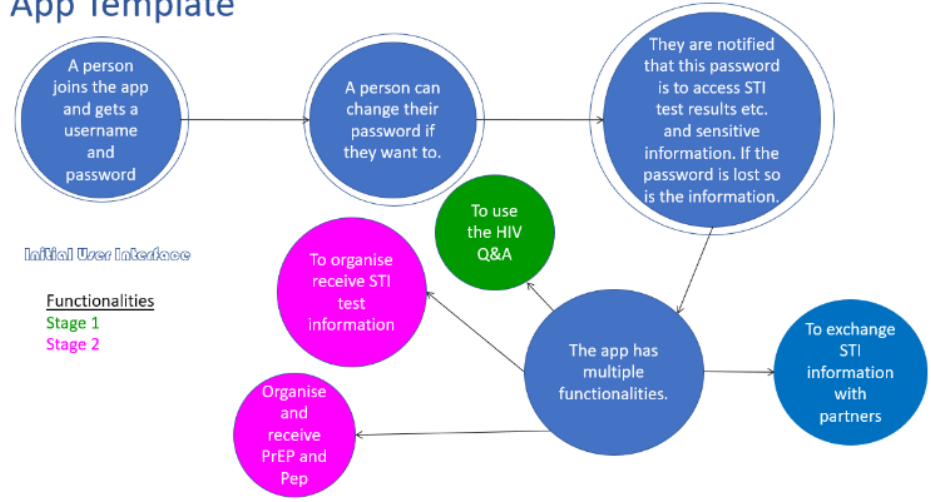 App Template
A person
joins the app
and gets a
username
and
password
A person can
change their
password if
they want to.
They are notified
that this password
is to access STI
test results etc.
and sensitive
information. If the
password is lost so
is the information.
To use
the HIV
Q&A
To organise
receive STI
test
information
Initial User Interface
Functionalities
Stage 1
Stage 2
The app has
multiple
functionalities.
To exchange
STI
information
with
partners
Organise
and
receive
PrEP and
Pep